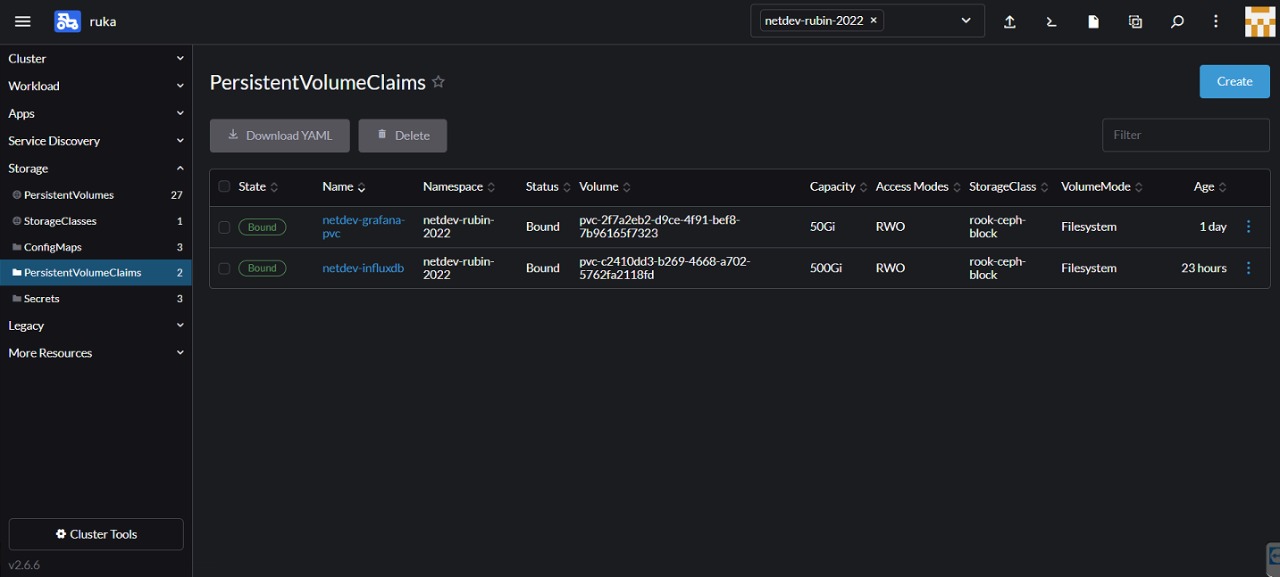 ruka
netdev-rubin-2022 ×
Cluster
Workload
Apps
Service Discovery
Storage
PersistentVolumes 27
StorageClasses 1
ConfigMaps 3
PersistentVolumeClaims 2
Secrets 3
Legacy
More Resources
Cluster Tools
v2.6.6
PersistentVolumeClaims
Create
Download YAML Delete
Filter
State Name Namespace Status Volume Capacity Access Modes StorageClass VolumeMode Age
Bound netdev-grafana- netdev-rubin- Bound pvc-2f7a2eb2-d9ce-4f91-bef8- 50Gi RWO rook-ceph- Filesystem 1 day
pvc 2022 7b96165f7323 block
Bound netdev-influxdb netdev-rubin- Bound pvc-c2410dd3-b269-4668-a702- 500Gi RWO rook-ceph- Filesystem 23 hours
2022 5762fa2118fd block